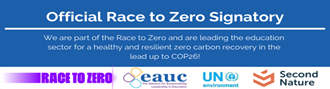 Official Race to Zero Signatory
We are part of the Race to Zero and are leading the education
sector for a healthy and resilient zero carbon recovery in the
lead up to COP26!
RACE TO ZERO
eauc
UN
environment
Second
Nature